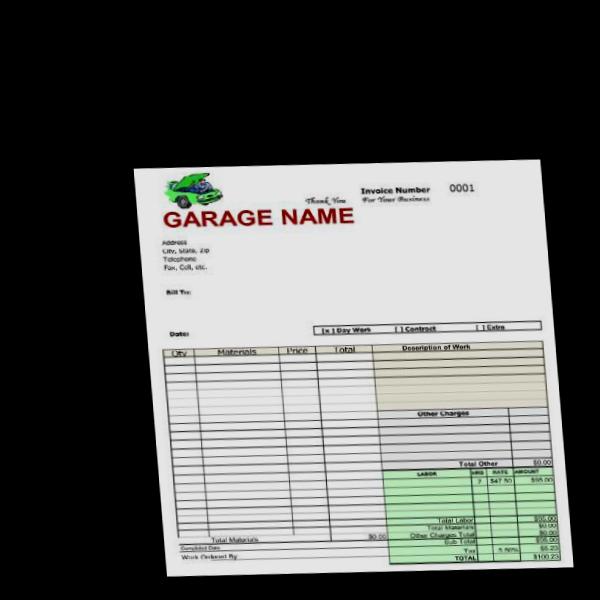 Invoice Number 0001
Thank You For Your Business
GARAGE NAME
Address
City, State, Zip
Telephone
Fax, Cell, etc.
Bill To:
Date:
[x] Day Work [ ] Contract [ ] Extra
Qty Materials Price Total Description of Work
Other Charges
Total Other $0.00
LABOR HRS RATE AMOUNT
2 $47.50 $95.00
Total Labor $95.00
Total Materials $0.00
Other Charges Total $0.00
Sub Total $95.00
Tax 5.50% $5.23
TOTAL $100.23
Total Materials $0.00
Completed Date
Work Ordered By